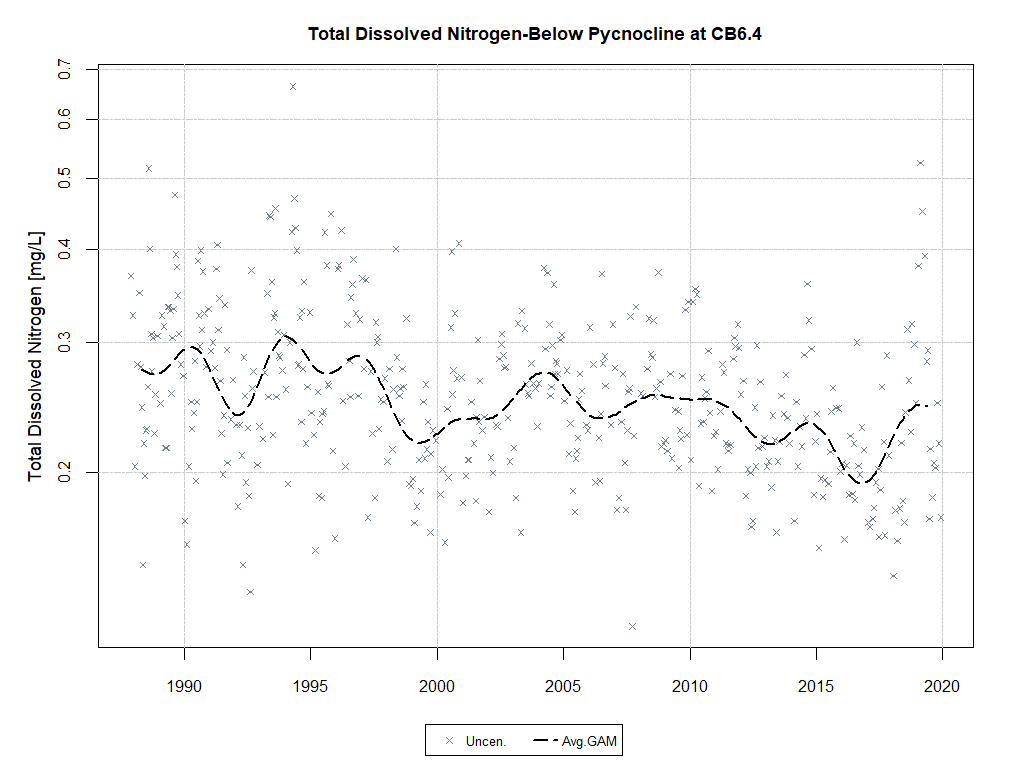 Total Dissolved Nitrogen-Below Pycnocline at CB6.4
Total Dissolved Nitrogen [mg/L]
0.7
0.6
0.5
0.4
0.3
0.2
1990 1995 2000 2005 2010 2015 2020
Uncen. Avg.GAM